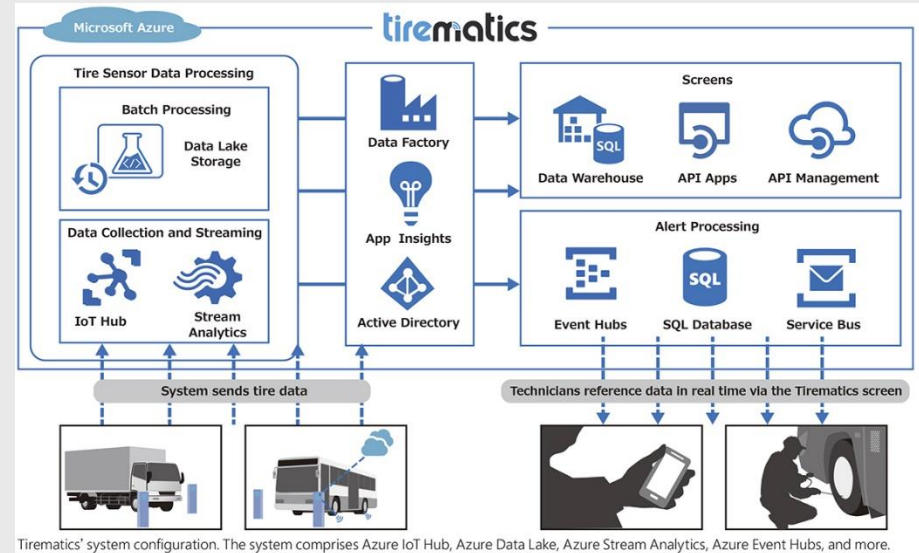 Microsoft Azure
tirematics
Tire Sensor Data Processing
Batch Processing
Data Lake
Storage
Data Collection and Streaming
IoT Hub
Stream
Analytics
Data Factory
App Insights
Active Directory
Screens
SQL
Data Warehouse
API Apps
API Management
Alert Processing
SQL
Event Hubs
SQL Database
Service Bus
System sends tire data
Technicians reference data in real time via the Tirematics screen
Tirematics' system configuration. The system comprises Azure IoT Hub, Azure Data Lake, Azure Stream Analytics, Azure Event Hubs, and more.